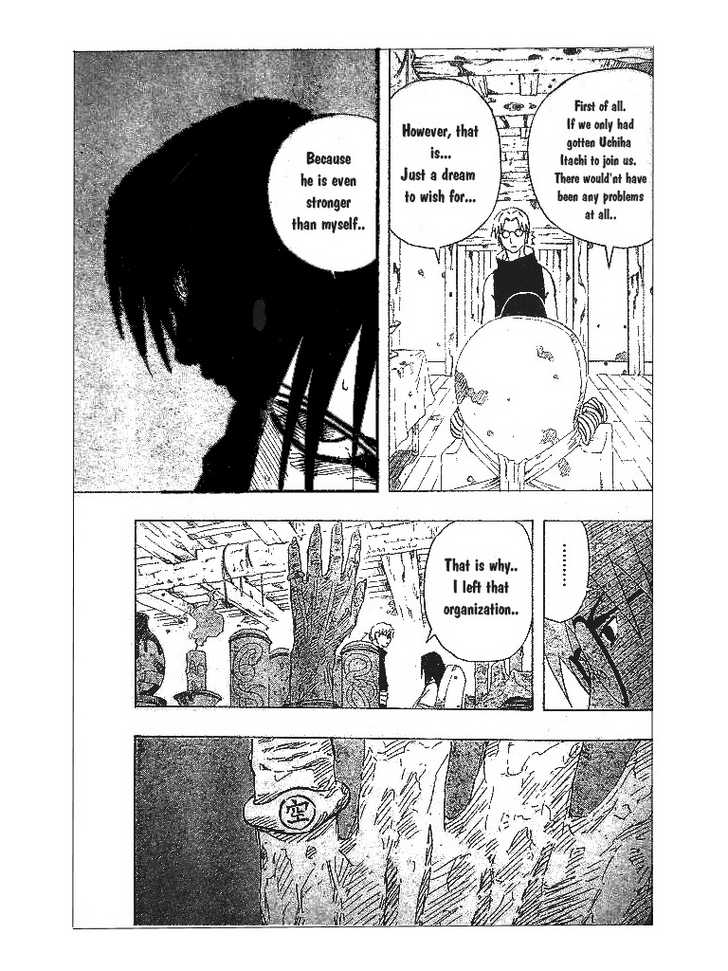 First of all.
If we only had
gotten Uchiha
Itachi to join us.
There would'nt have
been any problems
at all..
However, that
is...
Just a dream
to wish for...
Because
he is even
stronger
than myself..
........
That is why..
I left that
organization..
空